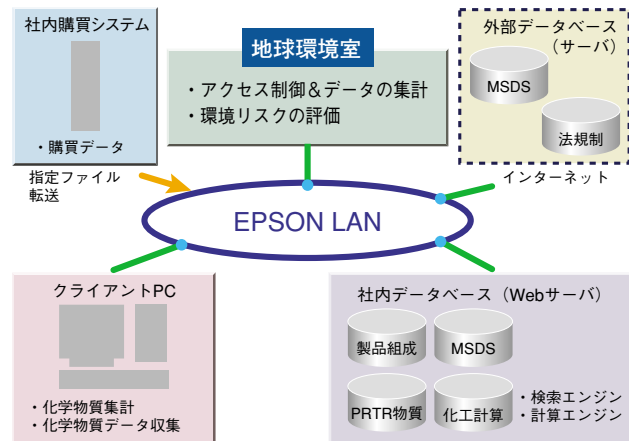 社内購買システム
・購買データ
指定ファイル
転送
地球環境室
・アクセス制御＆データの集計
・環境リスクの評価
外部データベース
（サーバ）
MSDS
法規制
インターネット
EPSON LAN
クライアントPC
・化学物質集計
・化学物質データ収集
社内データベース（Webサーバ）
製品組成
MSDS
PRTR物質
化工計算
・検索エンジン
・計算エンジン